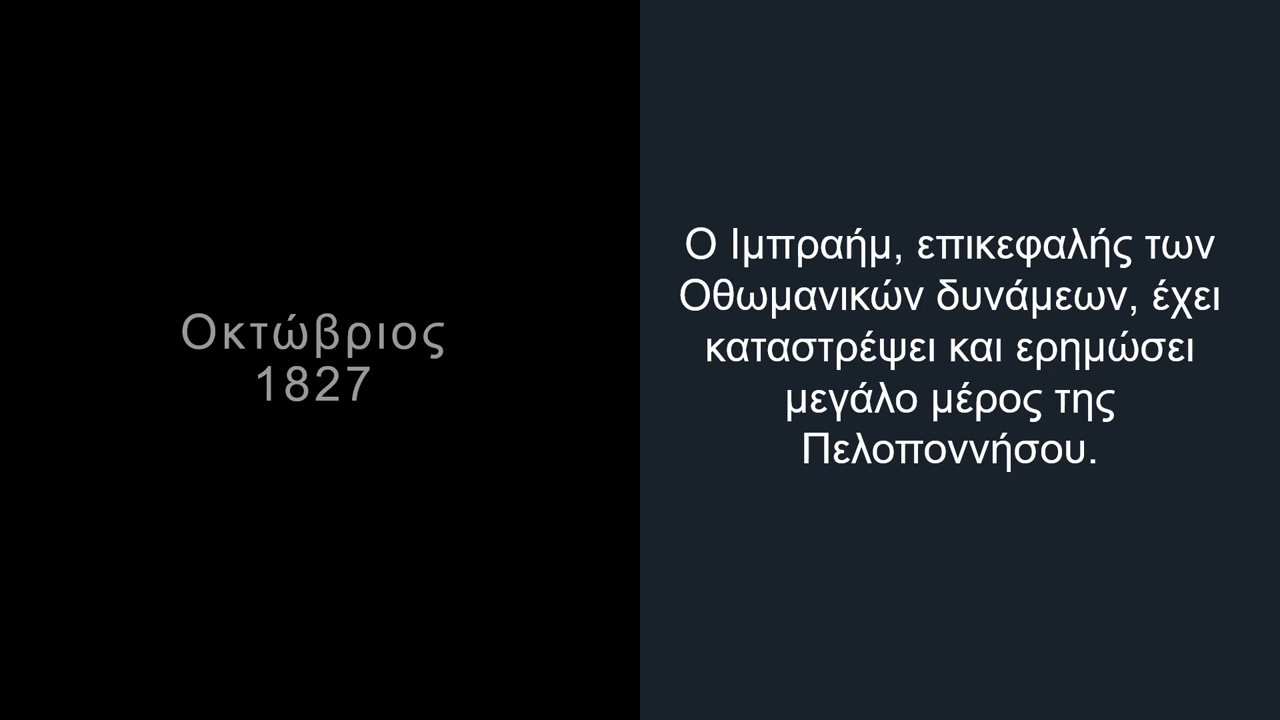 Οκτώβριος
1827
Ο Ιμπραήμ, επικεφαλής των
Οθωμανικών δυνάμεων, έχει
καταστρέψει και ερημώσει
μεγάλο μέρος της
Πελοποννήσου.